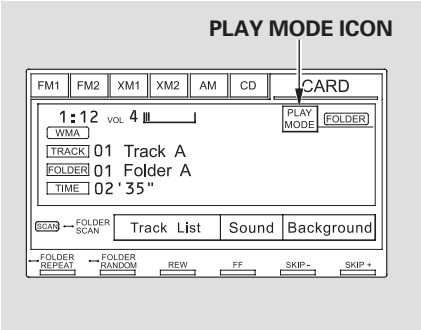 PLAY MODE ICON
FM1 FM2 XM1 XM2 AM CD CARD
1:12 VOL 4 PLAY MODE FOLDER
WMA
TRACK 01 Track A
FOLDER 01 Folder A
TIME 02'35"
SCAN FOLDER SCAN Track List Sound Background
FOLDER REPEAT FOLDER RANDOM REW FF SKIP- SKIP+